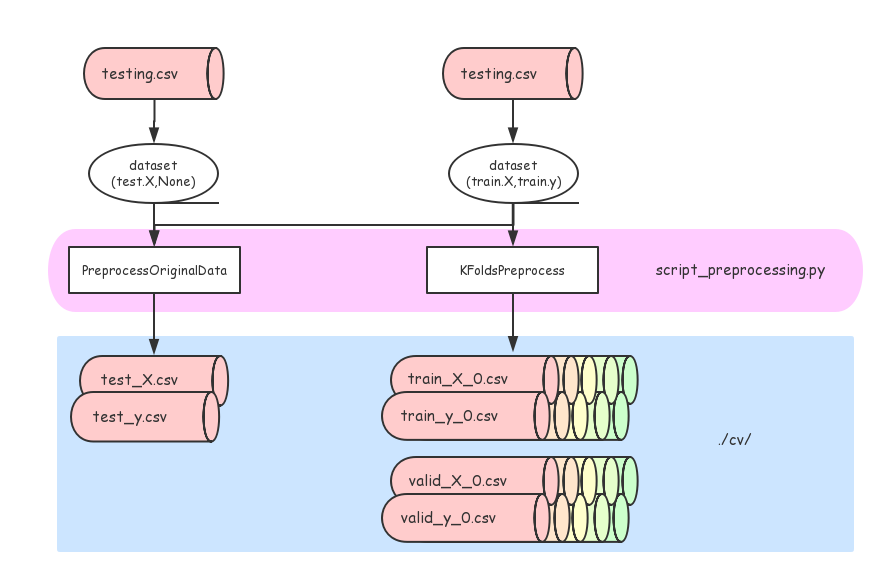 testing.csv
testing.csv
dataset
(test.X,None)
dataset
(train.X,train.y)
PreprocessOriginalData
KFoldsPreprocess
script_preprocessing.py
test_X.csv
test_y.csv
train_X_0.csv
train_y_0.csv
./cv/
valid_X_0.csv
valid_y_0.csv